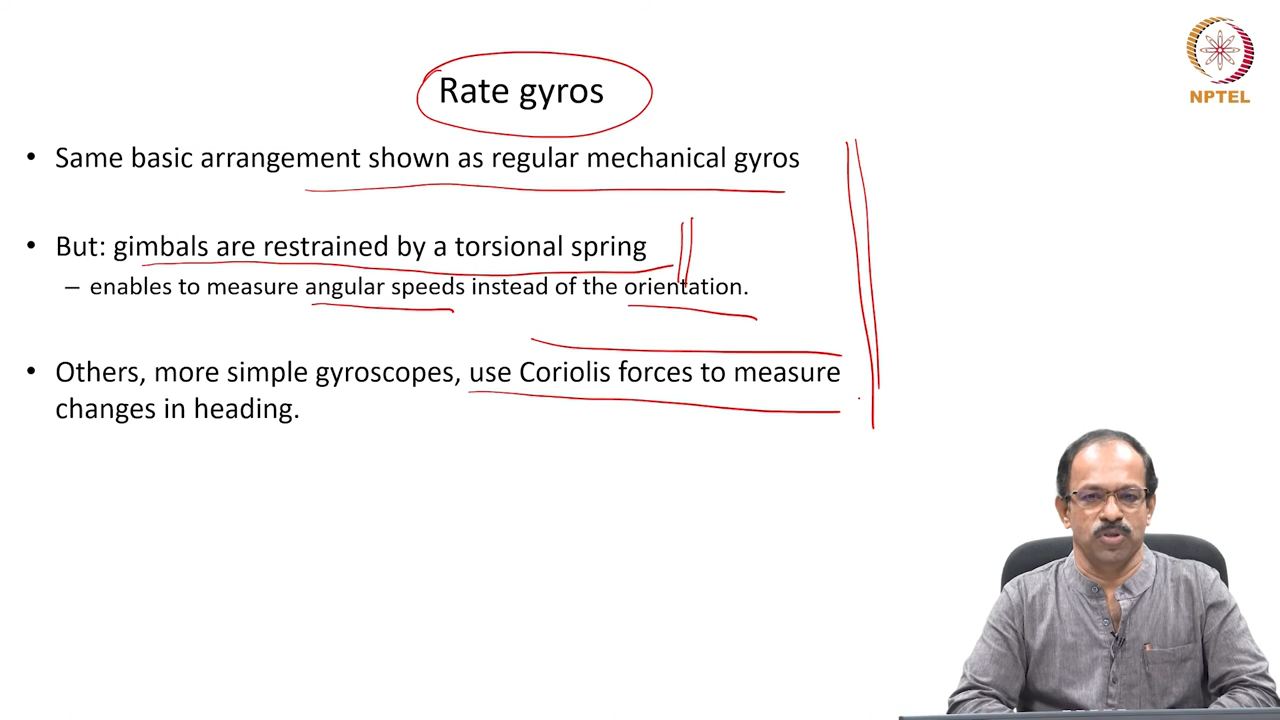 NPTEL
Rate gyros
• Same basic arrangement shown as regular mechanical gyros
• But: gimbals are restrained by a torsional spring
– enables to measure angular speeds instead of the orientation.
• Others, more simple gyroscopes, use Coriolis forces to measure
changes in heading.